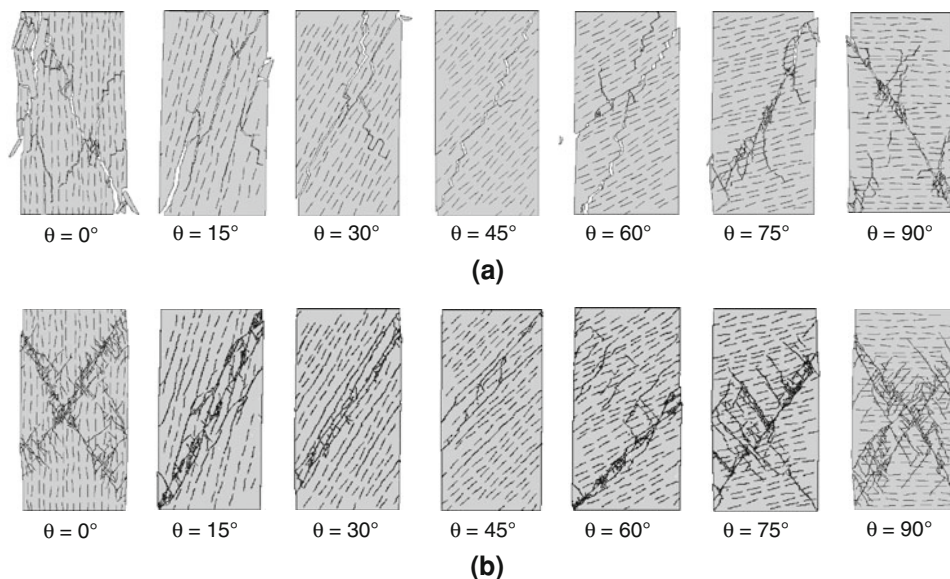 θ = 0° θ = 15° θ = 30° θ = 45° θ = 60° θ = 75° θ = 90°
(a)
θ = 0° θ = 15° θ = 30° θ = 45° θ = 60° θ = 75° θ = 90°
(b)